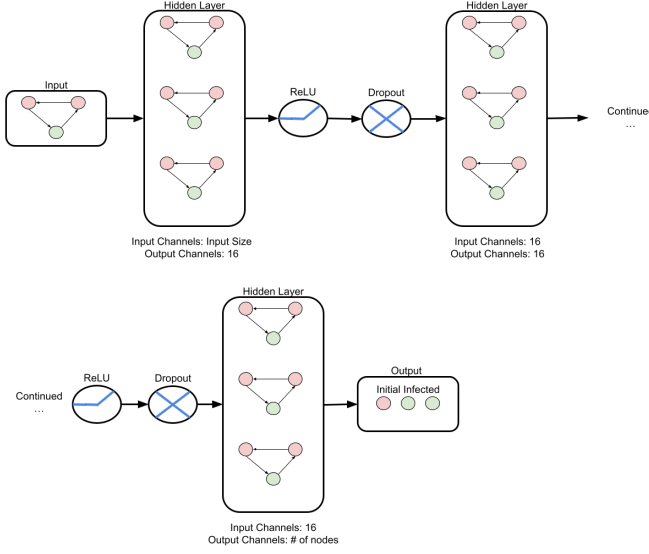 Hidden Layer
Hidden Layer
Input
ReLU
Dropout
Continue
...
Input Channels: Input Size
Output Channels: 16
Input Channels: 16
Output Channels: 16
Hidden Layer
ReLU
Dropout
Output
Continued
...
Initial Infected
Input Channels: 16
Output Channels: # of nodes